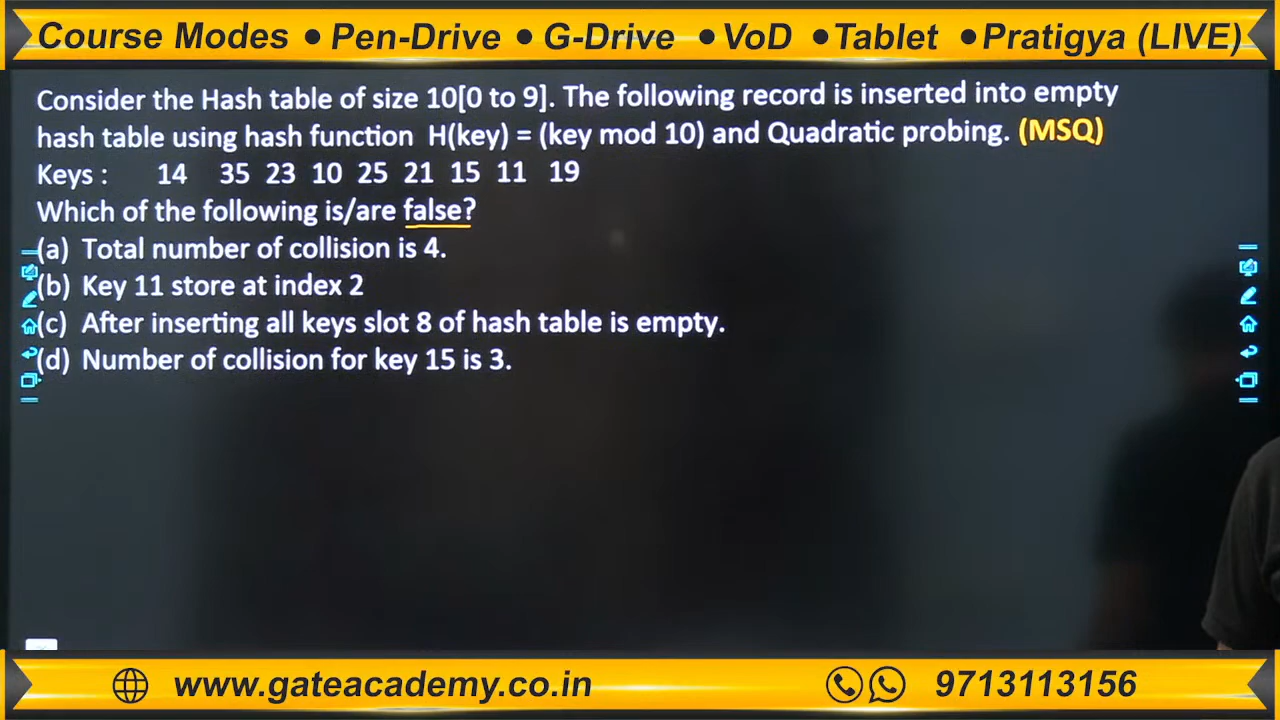 Course Modes • Pen-Drive • G-Drive • VoD • Tablet • Pratigya (LIVE)
Consider the Hash table of size 10[0 to 9]. The following record is inserted into empty
hash table using hash function H(key) = (key mod 10) and Quadratic probing. (MSQ)
Keys : 14 35 23 10 25 21 15 11 19
Which of the following is/are false?
(a) Total number of collision is 4.
(b) Key 11 store at index 2
(c) After inserting all keys slot 8 of hash table is empty.
(d) Number of collision for key 15 is 3.
www.gateacademy.co.in 9713113156